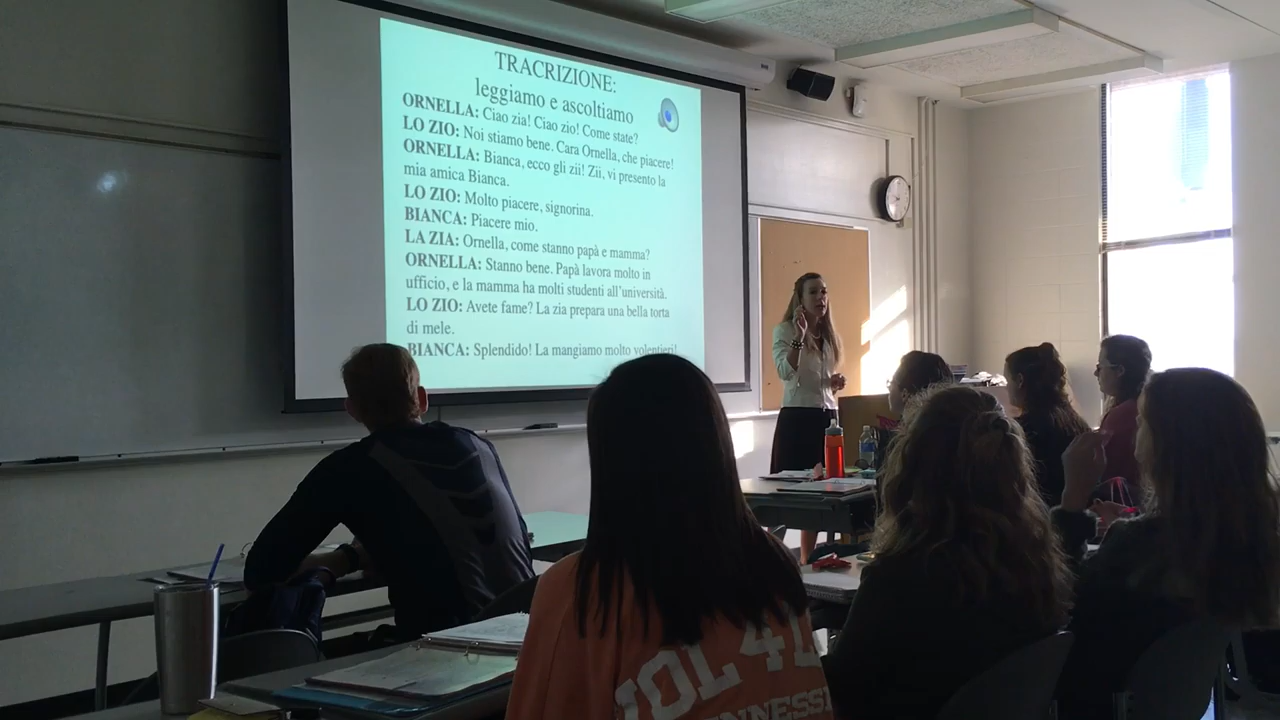 TRACRIZIONE:
leggiamo e ascoltiamo
ORNELLA: Ciao zia! Ciao zio! Come state?
LO ZIO: Noi stiamo bene. Cara Ornella, che piacere!
ORNELLA: Bianca, ecco gli zii! Zii, vi presento la
mia amica Bianca.
LO ZIO: Molto piacere, signorina.
BIANCA: Piacere mio.
LA ZIA: Ornella, come stanno papà e mamma?
ORNELLA: Stanno bene. Papà lavora molto in
ufficio, e la mamma ha molti studenti all'università.
LO ZIO: Avete fame? La zia prepara una bella torta
di mele.
BIANCA: Splendido! La mangiamo molto volentieri!